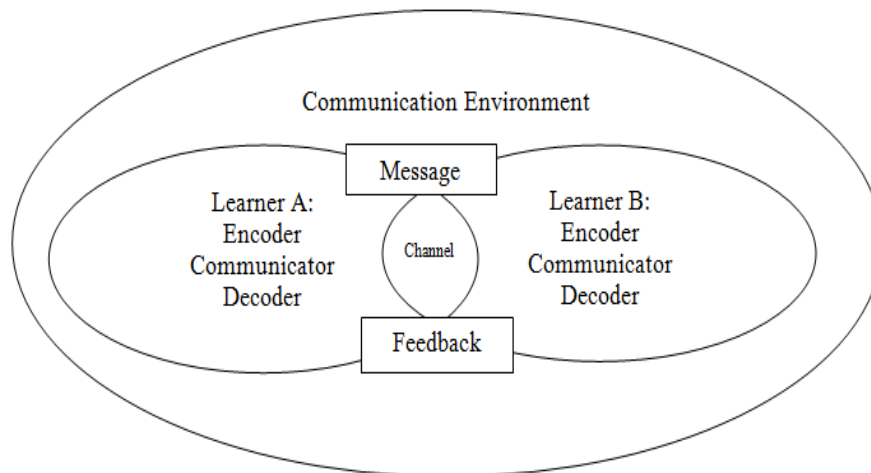 Communication Environment
Message
Learner A:
Encoder
Communicator
Decoder
Channel
Learner B:
Encoder
Communicator
Decoder
Feedback